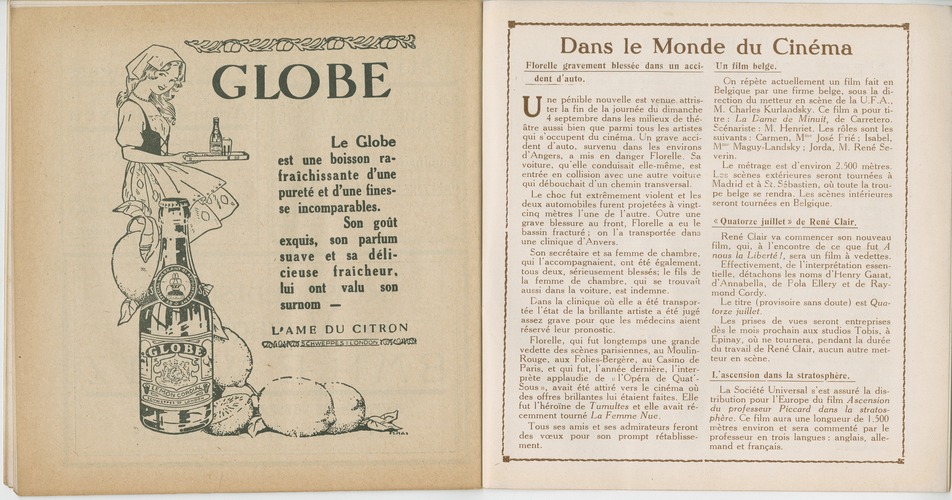 GLOBE
Le Globe
est une boisson ra-
fraîchissante d'une
pureté et d'une fines-
se incomparables.
Son goût
exquis, son parfum
suave et sa déli-
cieuse fraîcheur,
lui ont valu son
surnom —
L'AME DU CITRON
SCHWEPPES LONDON
GLOBE
Dans le Monde du Cinéma
Florelle gravement blessée dans un acci-
dent d'auto.
Une pénible nouvelle est venue attris-
ter la fin de la journée du dimanche
4 septembre dans les milieux de théâ-
âtre aussi bien que parmi tous les artistes
qui s'occupent du cinéma. Un grave acci-
dent d'auto, survenu dans les environs
d'Angers, a mis en danger Florelle. Sa
voiture, qu'elle conduisait elle-même, est
entrée en collision avec une autre voiture
qui débouchait d'un chemin transversal.
Le choc fut extrêmement violent et les
deux automobiles furent projetées à vingt-
cinq mètres l'une de l'autre. Outre une
grave blessure au front, Florelle a eu le
bassin fracturé; on l'a transportée dans
une clinique d'Anvers.
Son secrétaire et sa femme de chambre,
qui l'accompagnaient, ont été également,
tous deux, sérieusement blessés; le fils de
la femme de chambre, qui se trouvait
aussi dans la voiture, est indemne.
Dans la clinique où elle a été transpor-
tée l'état de la brillante artiste a été jugé
assez grave pour que les médecins aient
réservé leur pronostic.
Florelle, qui fut longtemps une grande
vedette des scènes parisiennes, au Moulin-
Rouge, aux Folies-Bergère, au Casino de
Paris, et qui fut, l'année dernière, l'inter-
prète applaudie de «l'Opéra de Quat'-
Sous», avait été attiré vers le cinéma où
des offres brillantes lui étaient faites. Elle
fut l'héroïne de Tumultes et elle avait ré-
cemment tourné La Femme Nue.
Tous ses amis et ses admirateurs feront
des vœux pour son prompt rétablisse-
ment.
Un film belge.
On répète actuellement un film fait en
Belgique par une firme belge, sous la di-
rection du metteur en scène de la U.F.A.,
M. Charles Kurlandsky. Ce film a pour ti-
tre : La Dame de Minuit, de Carretero.
Scénariste : M. Henriet. Les rôles sont les
suivants : Carmen, Mme José Frié; Isabel,
Mme Maguy-Landsky; Jorda, M. René Se-
verin.
Le métrage est d'environ 2.500 mètres.
Les scènes extérieures seront tournées à
Madrid et à St. Sébastien, où toute la trou-
pe belge se rendra. Les scènes intérieures
seront tournées en Belgique.
« Quatorze juillet » de René Clair.
René Clair va commencer son nouveau
film, qui, à l'encontre de ce que fut A
nous la Liberté!, sera un film à vedettes.
Effectivement, de l'interprétation essen-
tielle, détachons les noms d'Henry Garat,
d'Annabella, de Pola Ellery et de Ray-
mond Cordy.
Le titre (provisoire sans doute) est Qua-
torze juillet.
Les prises de vues seront entreprises
dès le mois prochain aux studios Tobis, à
Epinay, où ne tournera, pendant la durée
du travail de René Clair, aucun autre met-
teur en scène.
L'ascension dans la stratosphère.
La Société Universal s'est assuré la dis-
tribution pour l'Europe du film Ascension
du professeur Piccard dans la stratos-
phère. Ce film aura une longueur de 1.500
mètres environ et sera commenté par le
professeur en trois langues : anglais, alle-
mand et français.